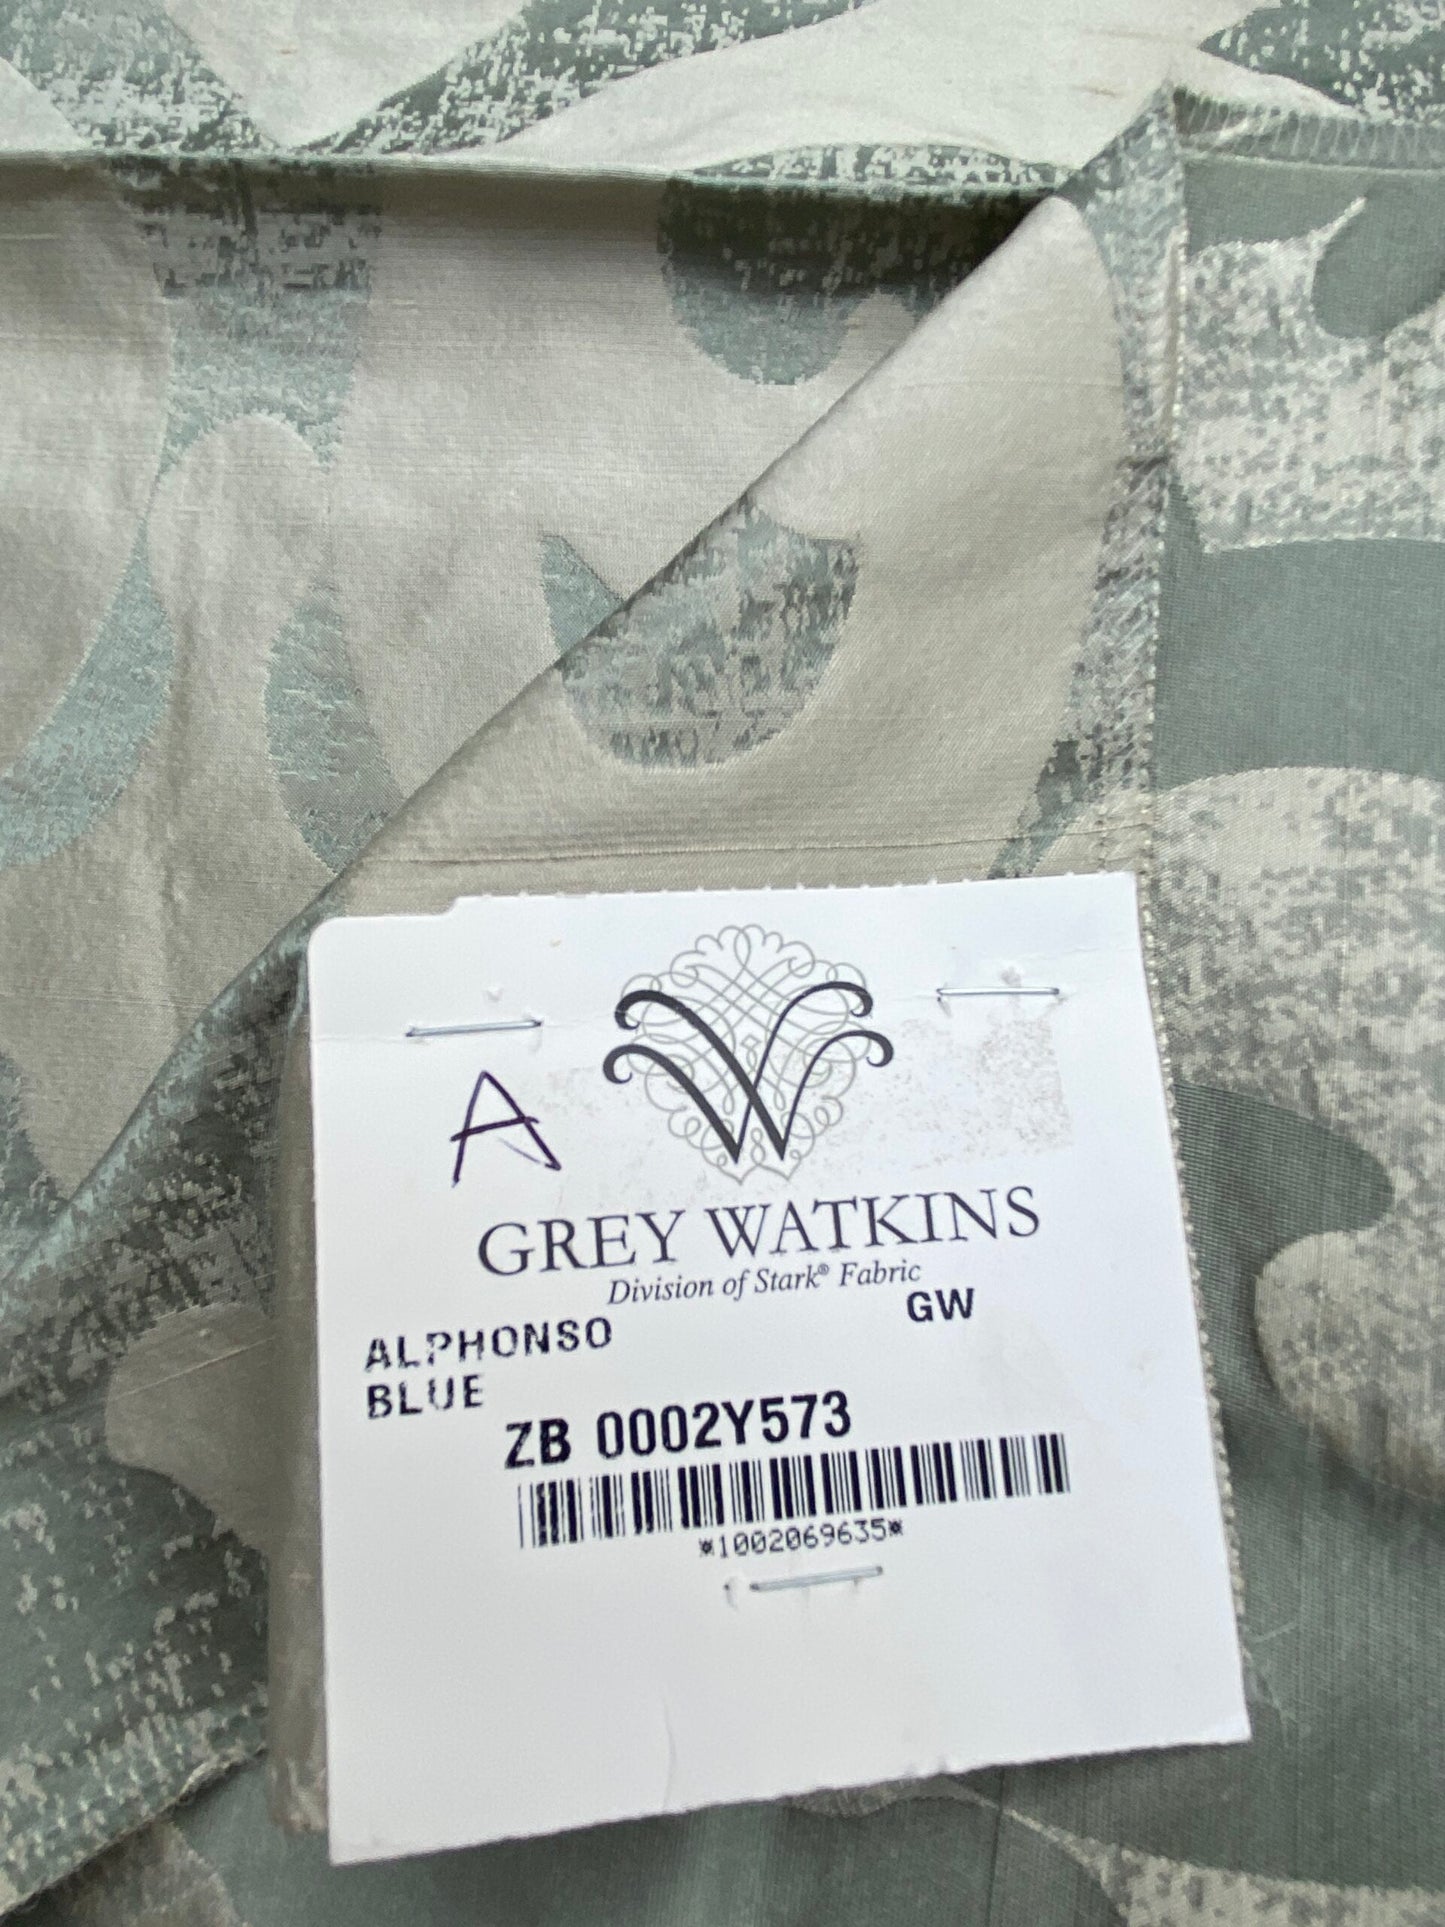 A
W
GREY WATKINS
Division of Stark® Fabric
GW
ALPHONSO
BLUE
ZB 0002Y573
*1002069635*